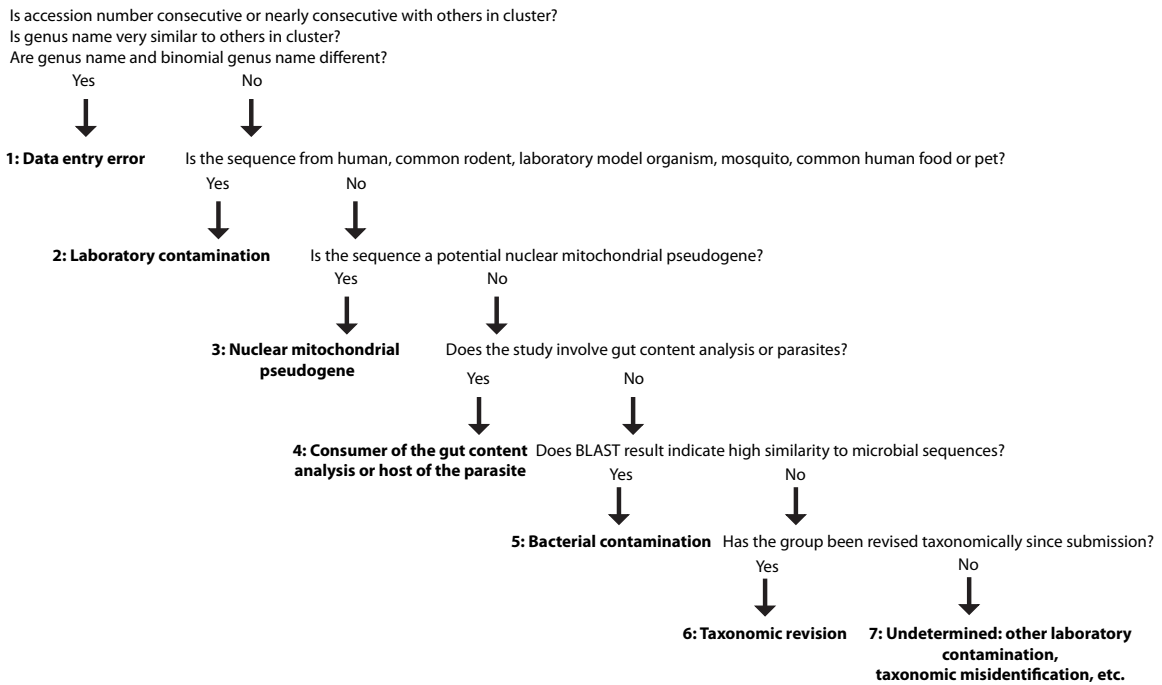 Is accession number consecutive or nearly consecutive with others in cluster?
Is genus name very similar to others in cluster?
Are genus name and binomial genus name different?
Yes
No
1: Data entry error
Is the sequence from human, common rodent, laboratory model organism, mosquito, common human food or pet?
Yes
No
2: Laboratory contamination
Is the sequence a potential nuclear mitochondrial pseudogene?
Yes
No
3: Nuclear mitochondrial
pseudogene
Does the study involve gut content analysis or parasites?
Yes
No
4: Consumer of the gut content
analysis or host of the parasite
Does BLAST result indicate high similarity to microbial sequences?
Yes
No
5: Bacterial contamination
Has the group been revised taxonomically since submission?
Yes
No
6: Taxonomic revision
7: Undetermined: other laboratory
contamination,
taxonomic misidentification, etc.